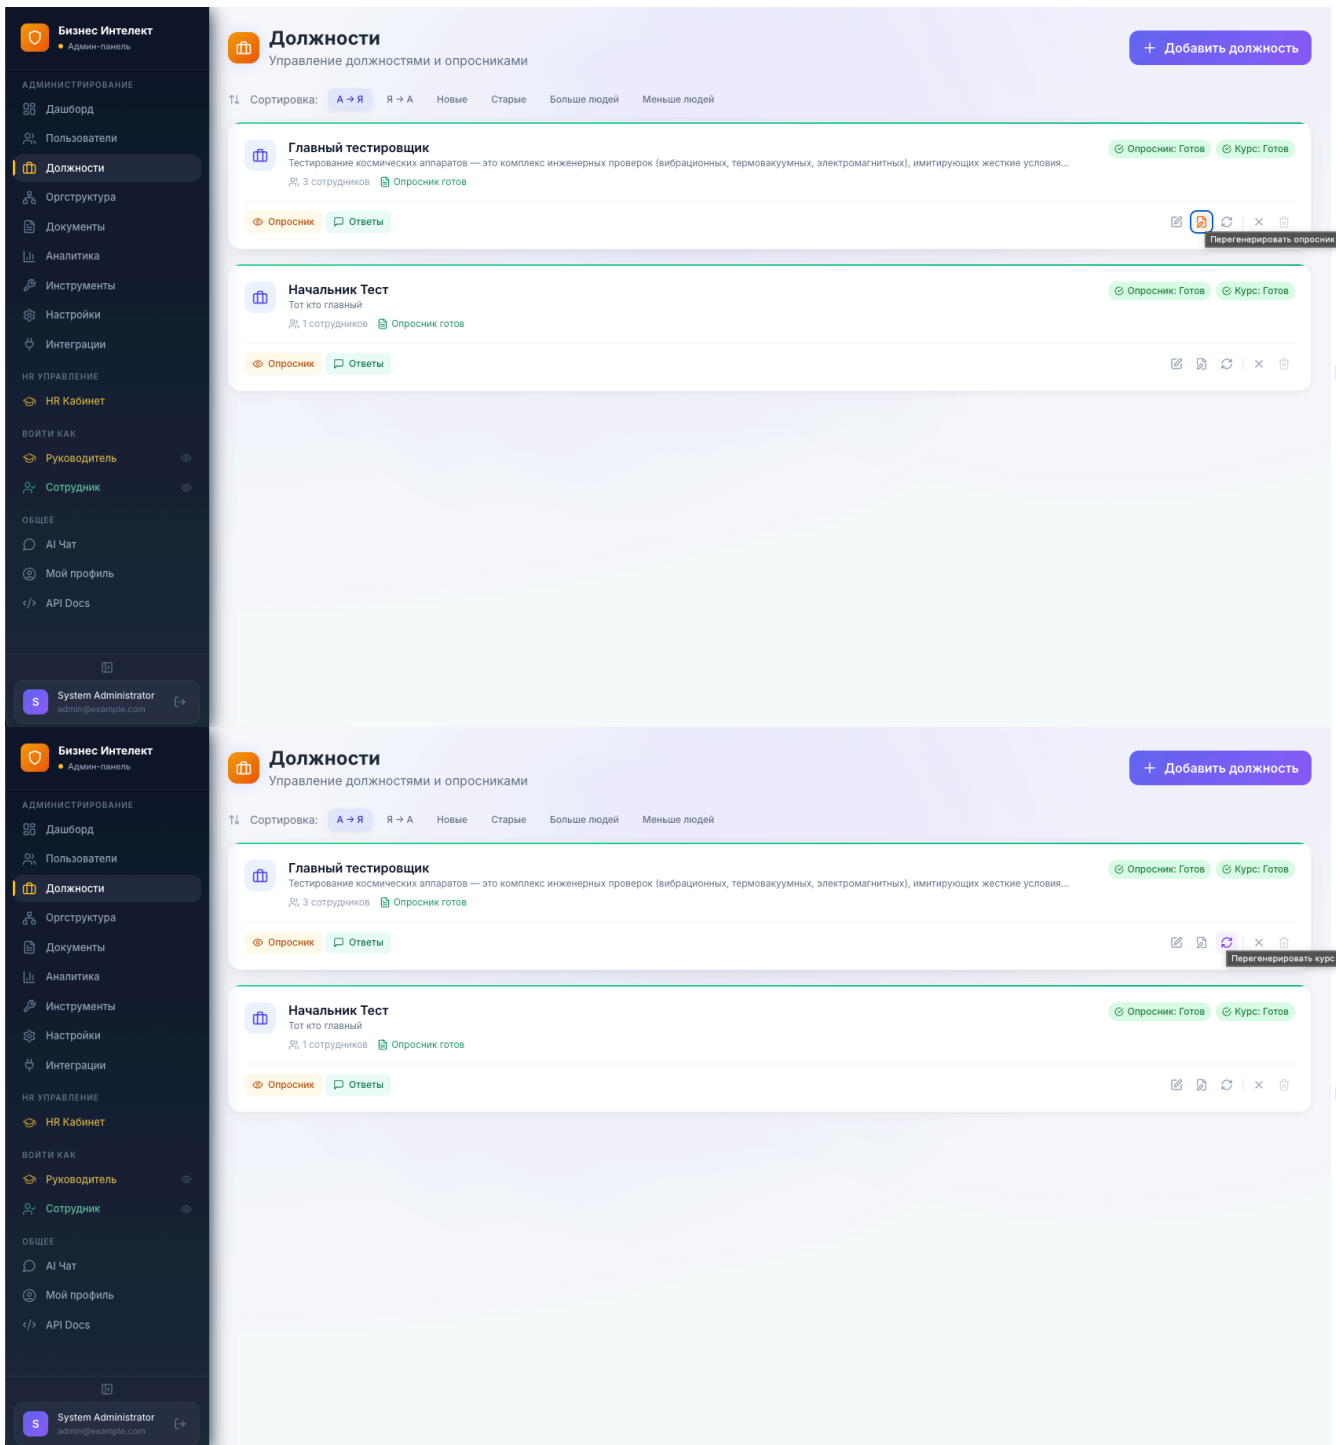 Бизнес Интелект
Админ-панель
АДМИНИСТРИРОВАНИЕ
Дашборд
Пользователи
Должности
Оргструктура
Документы
Аналитика
Инструменты
Настройки
Интеграции
HR УПРАВЛЕНИЕ
HR Кабинет
ВОЙТИ КАК
Руководитель
Сотрудник
ОБЩЕЕ
AI Чат
Мой профиль
API Docs
S
System Administrator
admin@example.com
Должности
Управление должностями и опросниками
Добавить должность
Сортировка: А → Я Я → А Новые Старые Больше людей Меньше людей
Главный тестировщик
Опросник: Готов Курс: Готов
Тестирование космических аппаратов — это комплекс инженерных проверок (вибрационных, термовакуумных, электромагнитных), имитирующих жесткие условия...
3 сотрудников Опросник готов
Опросник Ответы
Перегенерировать опросник
Начальник Тест
Опросник: Готов Курс: Готов
Тот кто главный
1 сотрудников Опросник готов
Опросник Ответы
Бизнес Интелект
Админ-панель
АДМИНИСТРИРОВАНИЕ
Дашборд
Пользователи
Должности
Оргструктура
Документы
Аналитика
Инструменты
Настройки
Интеграции
HR УПРАВЛЕНИЕ
HR Кабинет
ВОЙТИ КАК
Руководитель
Сотрудник
ОБЩЕЕ
AI Чат
Мой профиль
API Docs
S
System Administrator
admin@example.com
Должности
Управление должностями и опросниками
Добавить должность
Сортировка: А → Я Я → А Новые Старые Больше людей Меньше людей
Главный тестировщик
Опросник: Готов Курс: Готов
Тестирование космических аппаратов — это комплекс инженерных проверок (вибрационных, термовакуумных, электромагнитных), имитирующих жесткие условия...
3 сотрудников Опросник готов
Опросник Ответы
Перегенерировать курс
Начальник Тест
Опросник: Готов Курс: Готов
Тот кто главный
1 сотрудников Опросник готов
Опросник Ответы